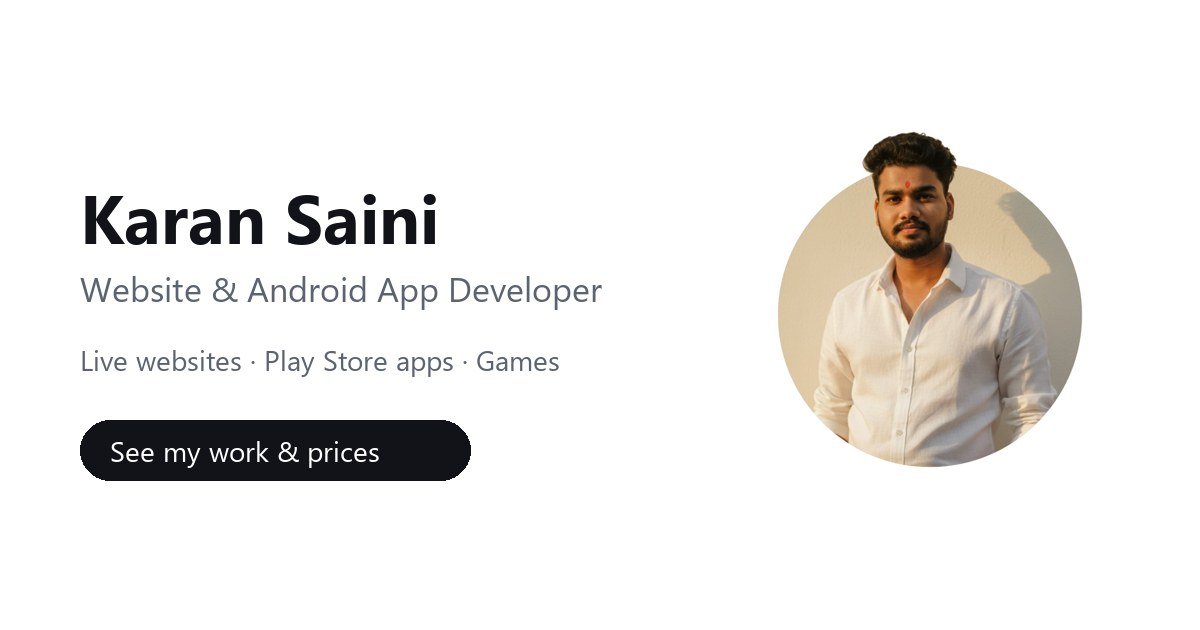 Karan Saini
Website & Android App Developer
Live websites · Play Store apps · Games
See my work & prices